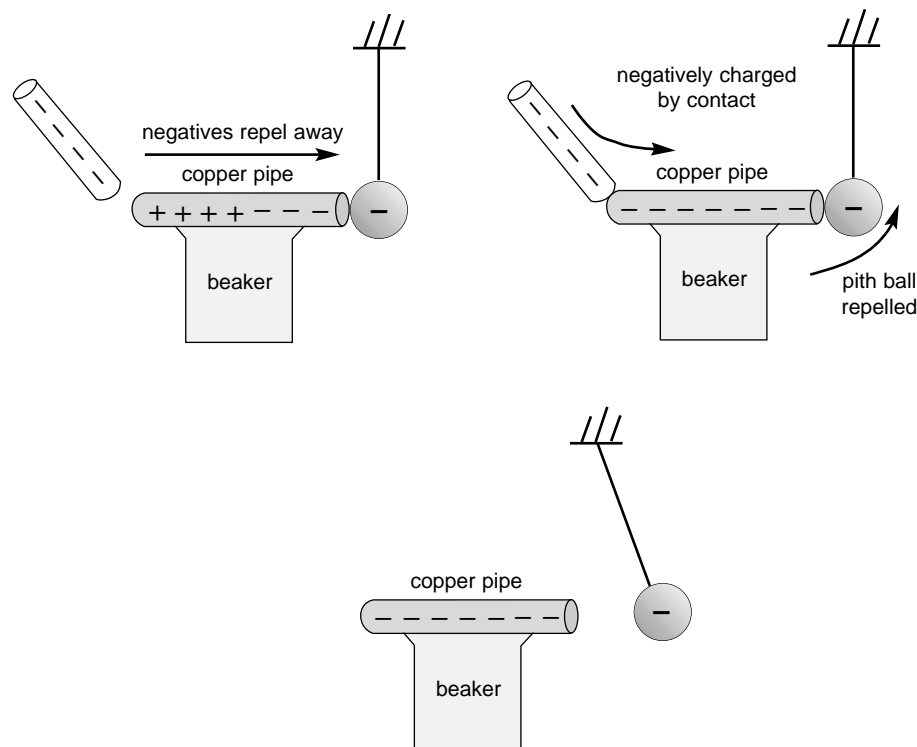 negatives repel away
copper pipe
+ + + + − − −
−
beaker
− − − −
negatively charged
by contact
copper pipe
− − − − − − − −
−
beaker
pith ball
repelled
− − − −
copper pipe
− − − − − − −
−
beaker